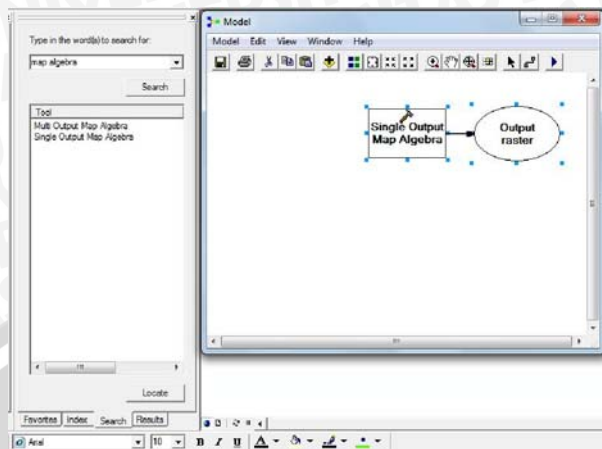 Type in the word(s) to search for:
map algebra
Search
Tool
Multi Output Map Algebra
Single Output Map Algebra
Locate
Favorites Index Search Results
Model
Model Edit View Window Help
Single Output
Map Algebra
Output
raster
Arial 10 B I U A